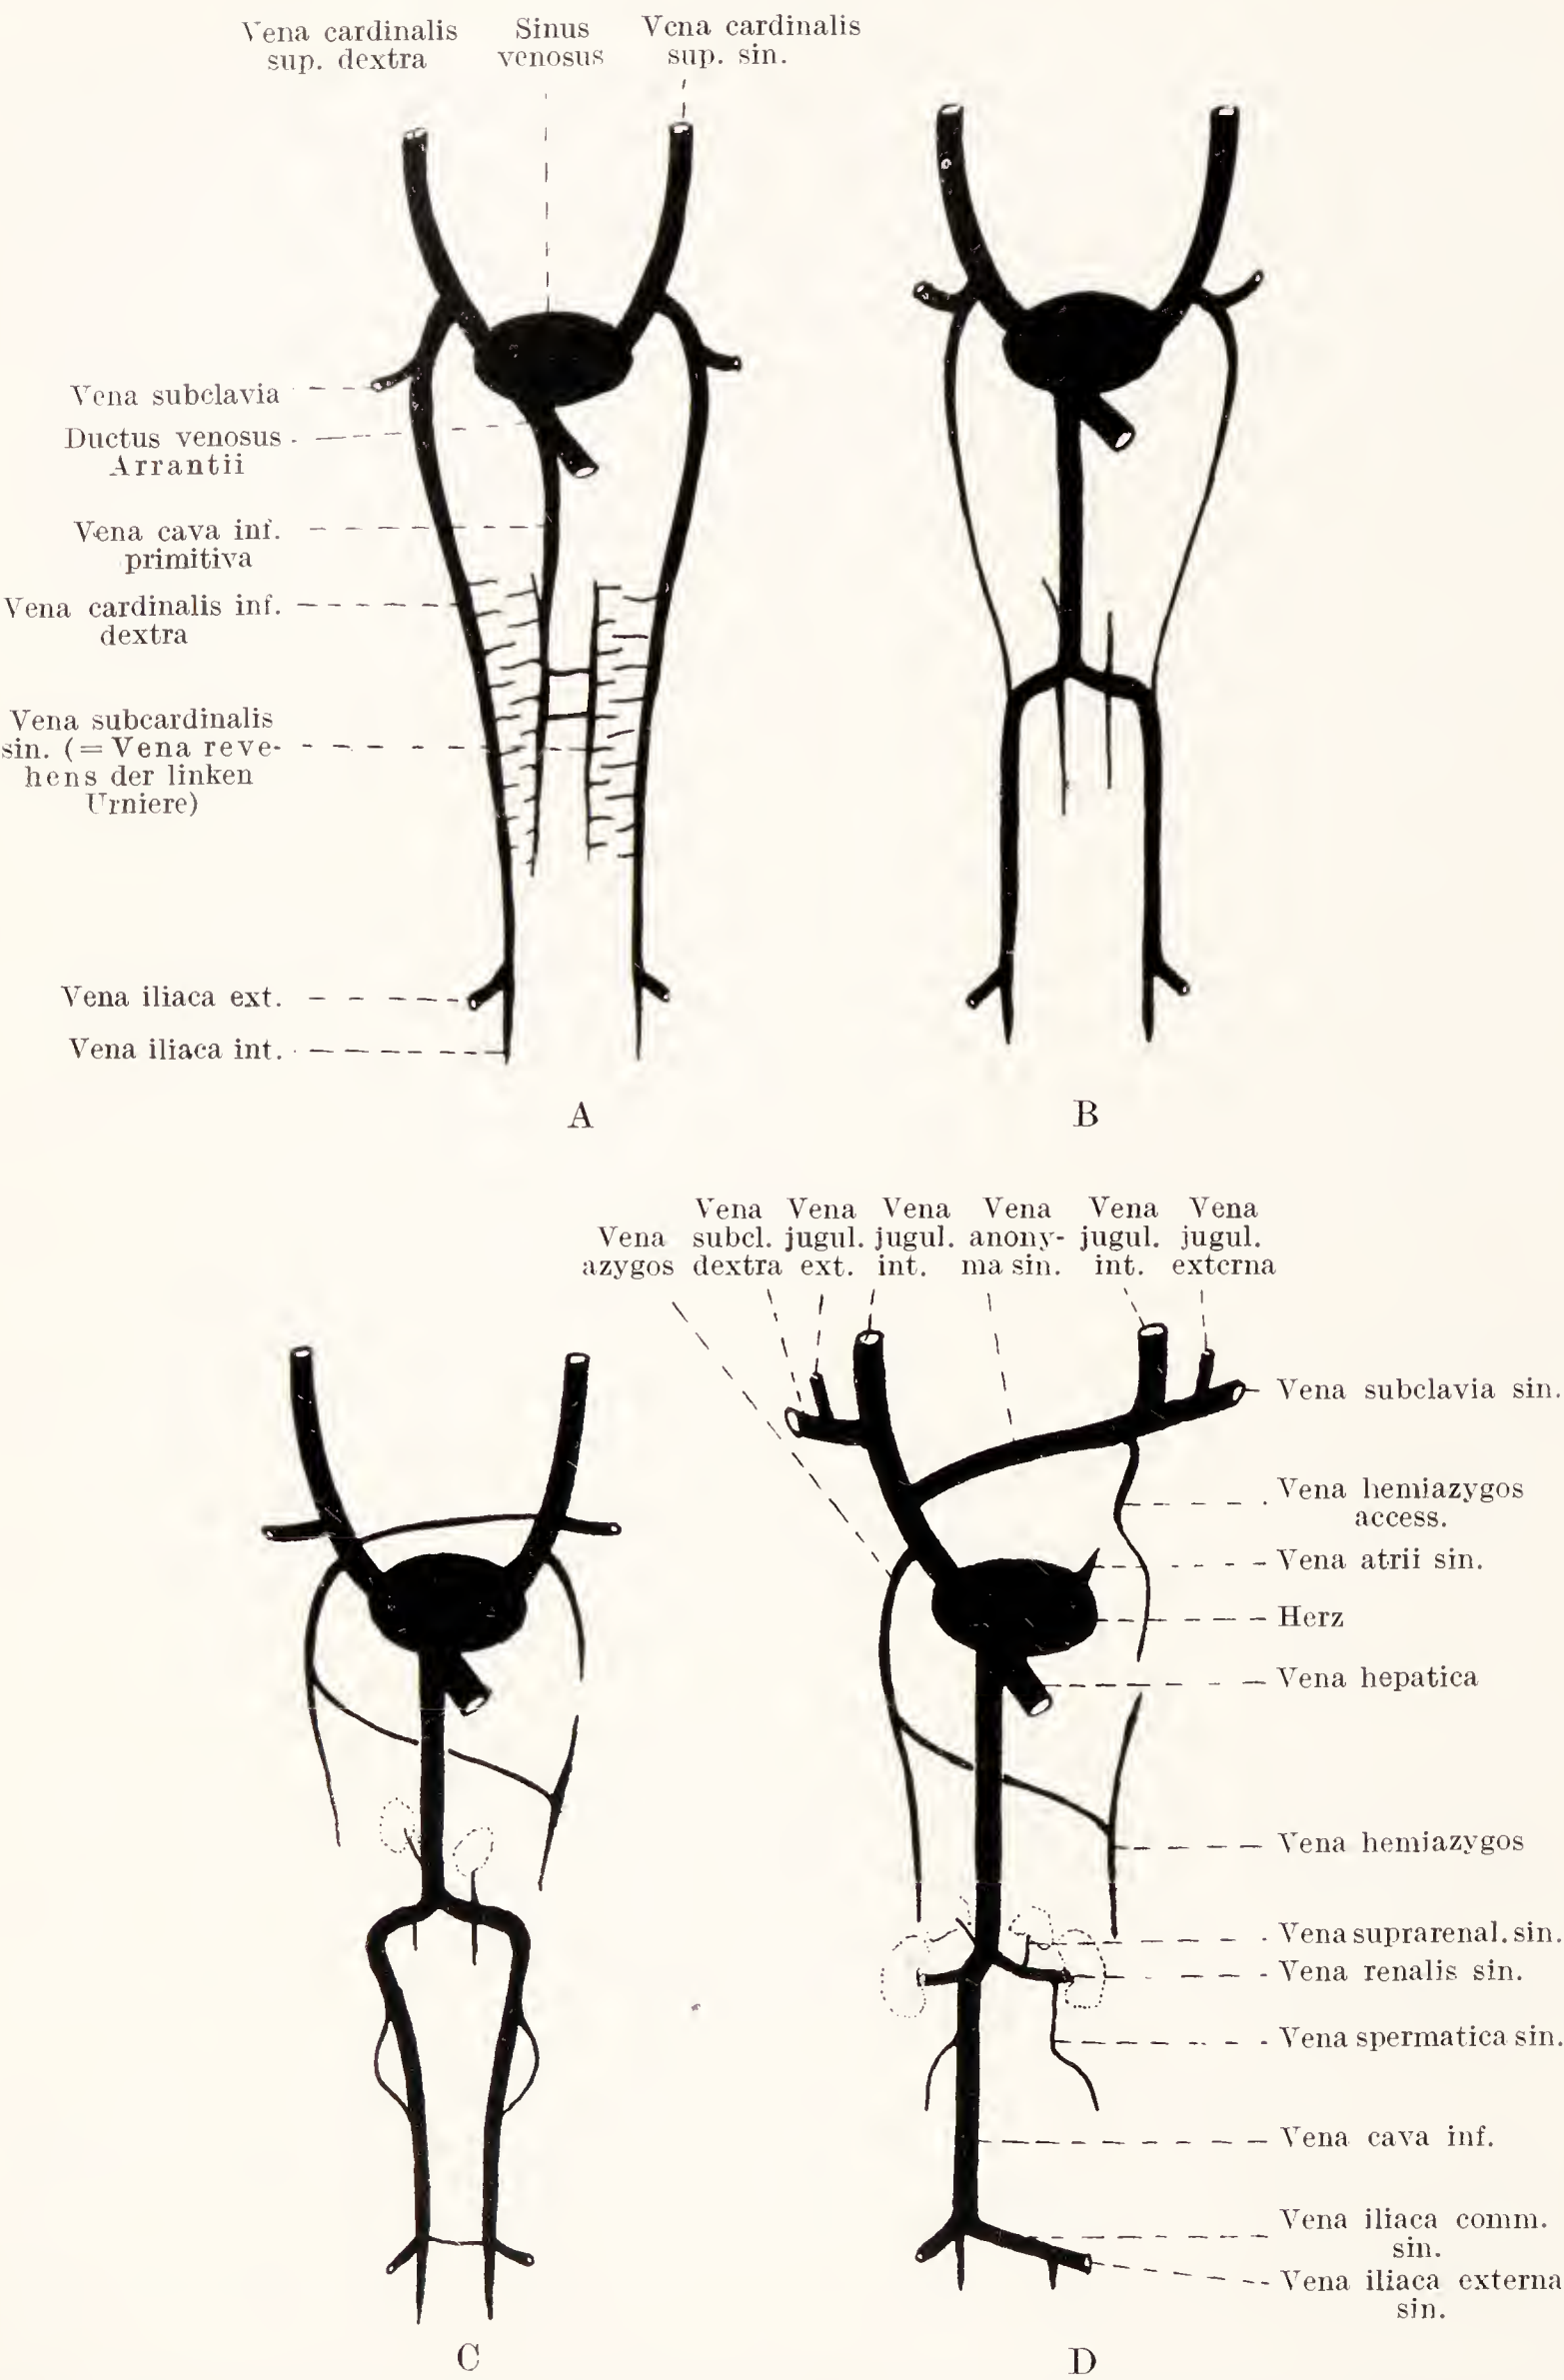 Vena cardinalis
sup. dextra
Sinus
venosus
Vena cardinalis
sup. sin.
Vena subclavia
Ductus venosus
Arrantii
Vena cava inf.
primitiva
Vena cardinalis inf.
dextra
Vena subcardinalis
sin. (= Vena reve-
hens der linken
Urniere)
Vena iliaca ext.
Vena iliaca int.
A
B
Vena
azygos
Vena
subcl.
dextra
Vena
jugul.
ext.
Vena
jugul.
int.
Vena
anony-
ma sin.
Vena
jugul.
int.
Vena
jugul.
externa
Vena subclavia sin.
Vena hemiazygos
access.
Vena atrii sin.
Herz
Vena hepatica
Vena hemiazygos
Vena suprarenal. sin.
Vena renalis sin.
Vena spermatica sin.
Vena cava inf.
Vena iliaca comm.
sin.
Vena iliaca externa
sin.
C
D